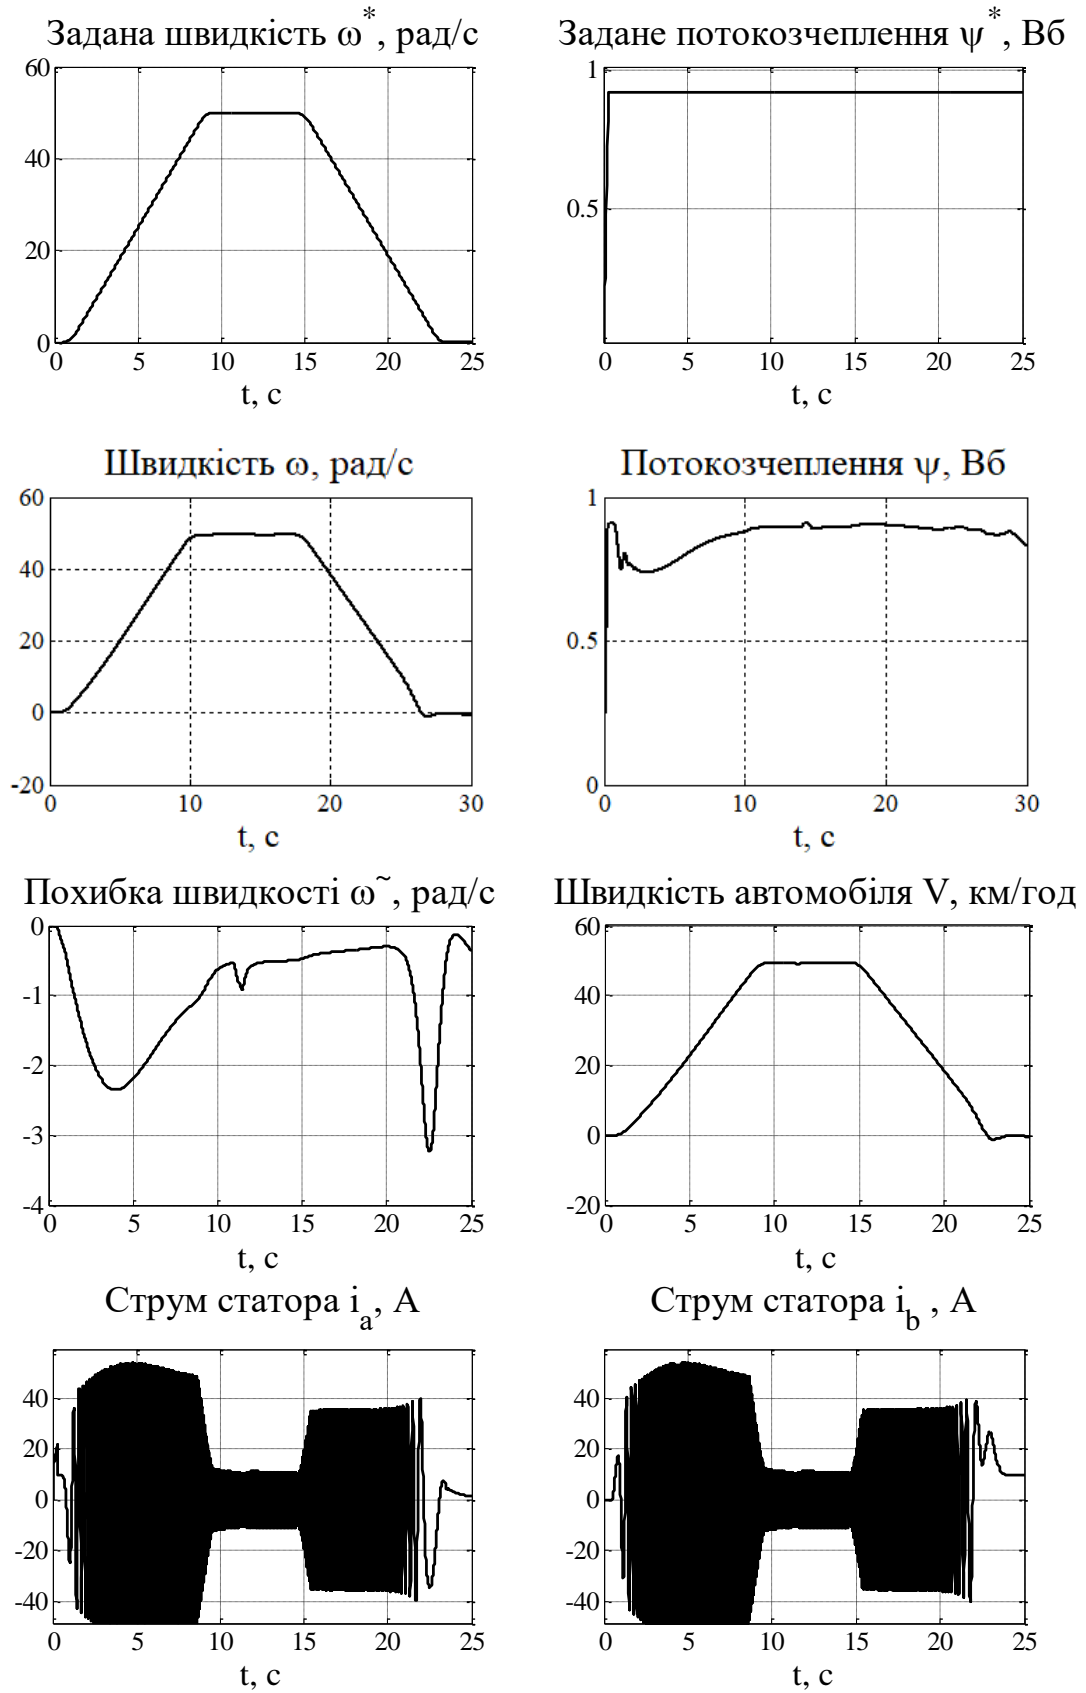 Задана швидкість ω*, рад/с
60
40
20
0
0 5 10 15 20 25
t, с
Задане потокозчеплення ψ*, Вб
1
0.5
0 5 10 15 20 25
t, с
Швидкість ω, рад/с
60
40
20
0
-20
0 10 20 30
t, с
Потокозчеплення ψ, Вб
1
0.5
0
0 10 20 30
t, с
Похибка швидкості ω~, рад/с
0
-1
-2
-3
-4
0 5 10 15 20 25
t, с
Швидкість автомобіля V, км/год
60
40
20
0
-20
0 5 10 15 20 25
t, с
Струм статора i_a, А
40
20
0
-20
-40
0 5 10 15 20 25
t, с
Струм статора i_b , А
40
20
0
-20
-40
0 5 10 15 20 25
t, с